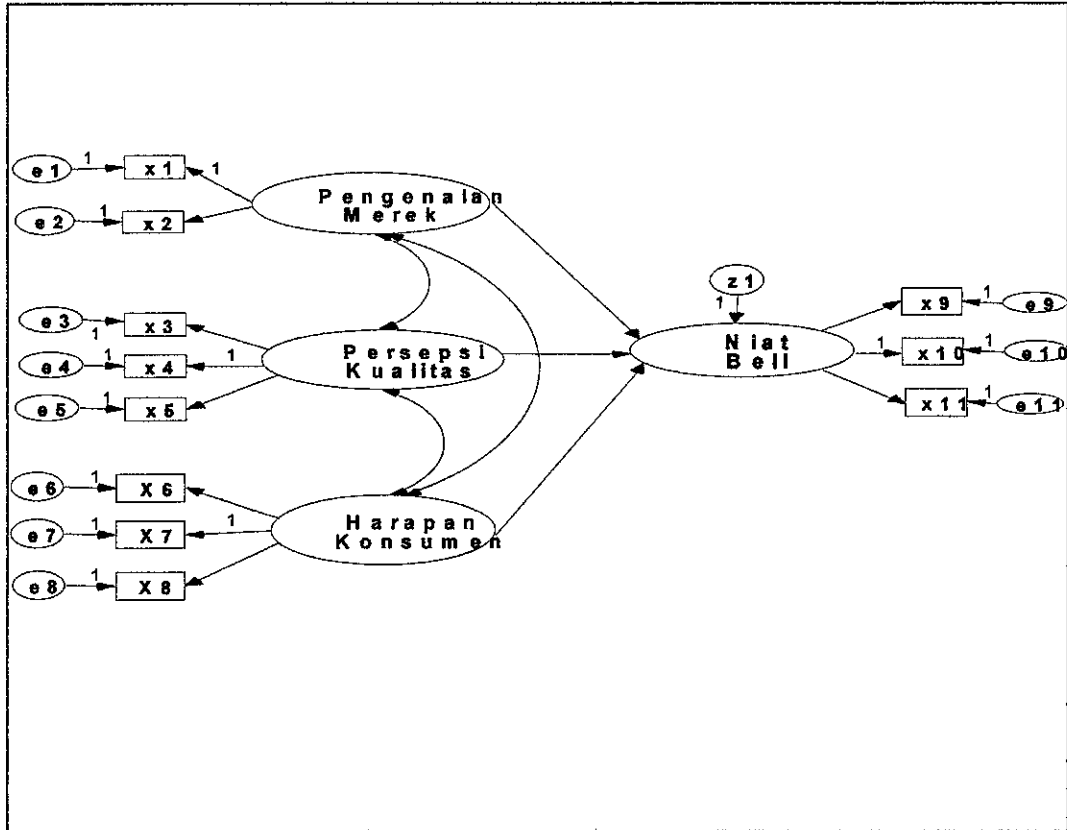 e1 1 x1 1
Pengenalan
Merek
e2 1 x2
z1
1
e3 1 x3
e4 1 x4 1
e5 1 x5
Persepsi
Kualitas
Niat
Beli
x9 1 e9
1 x10 1 e10
x11 1 e11
e6 1 X6
e7 1 X7 1
e8 1 X8
Harapan
Konsumen